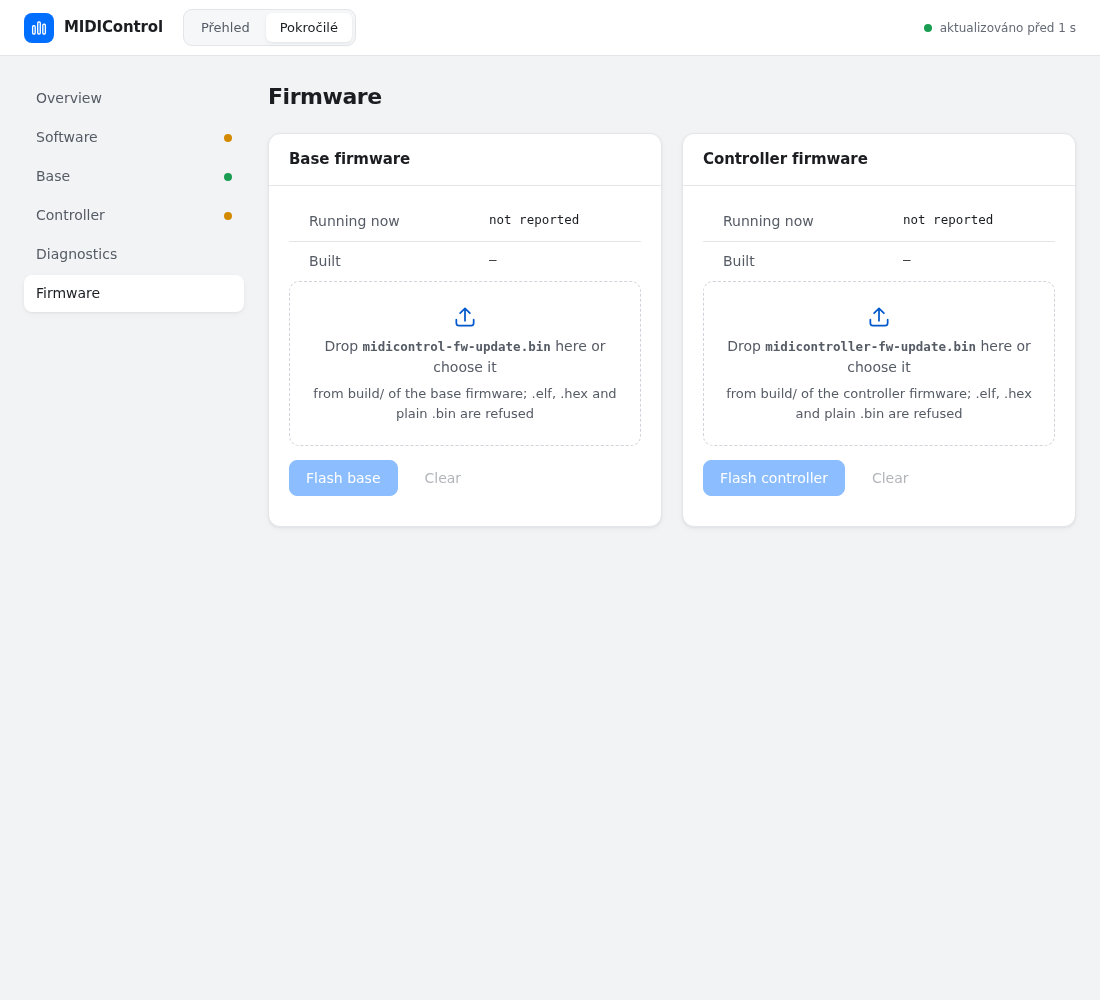 MIDIControl
Přehled
Pokročilé
aktualizováno před 1 s
Overview
Software
Base
Controller
Diagnostics
Firmware
Firmware
Base firmware
Running now
not reported
Built
—
Drop midicontrol-fw-update.bin here or
choose it
from build/ of the base firmware; .elf, .hex and
plain .bin are refused
Flash base
Clear
Controller firmware
Running now
not reported
Built
—
Drop midicontroller-fw-update.bin here or
choose it
from build/ of the controller firmware; .elf, .hex
and plain .bin are refused
Flash controller
Clear